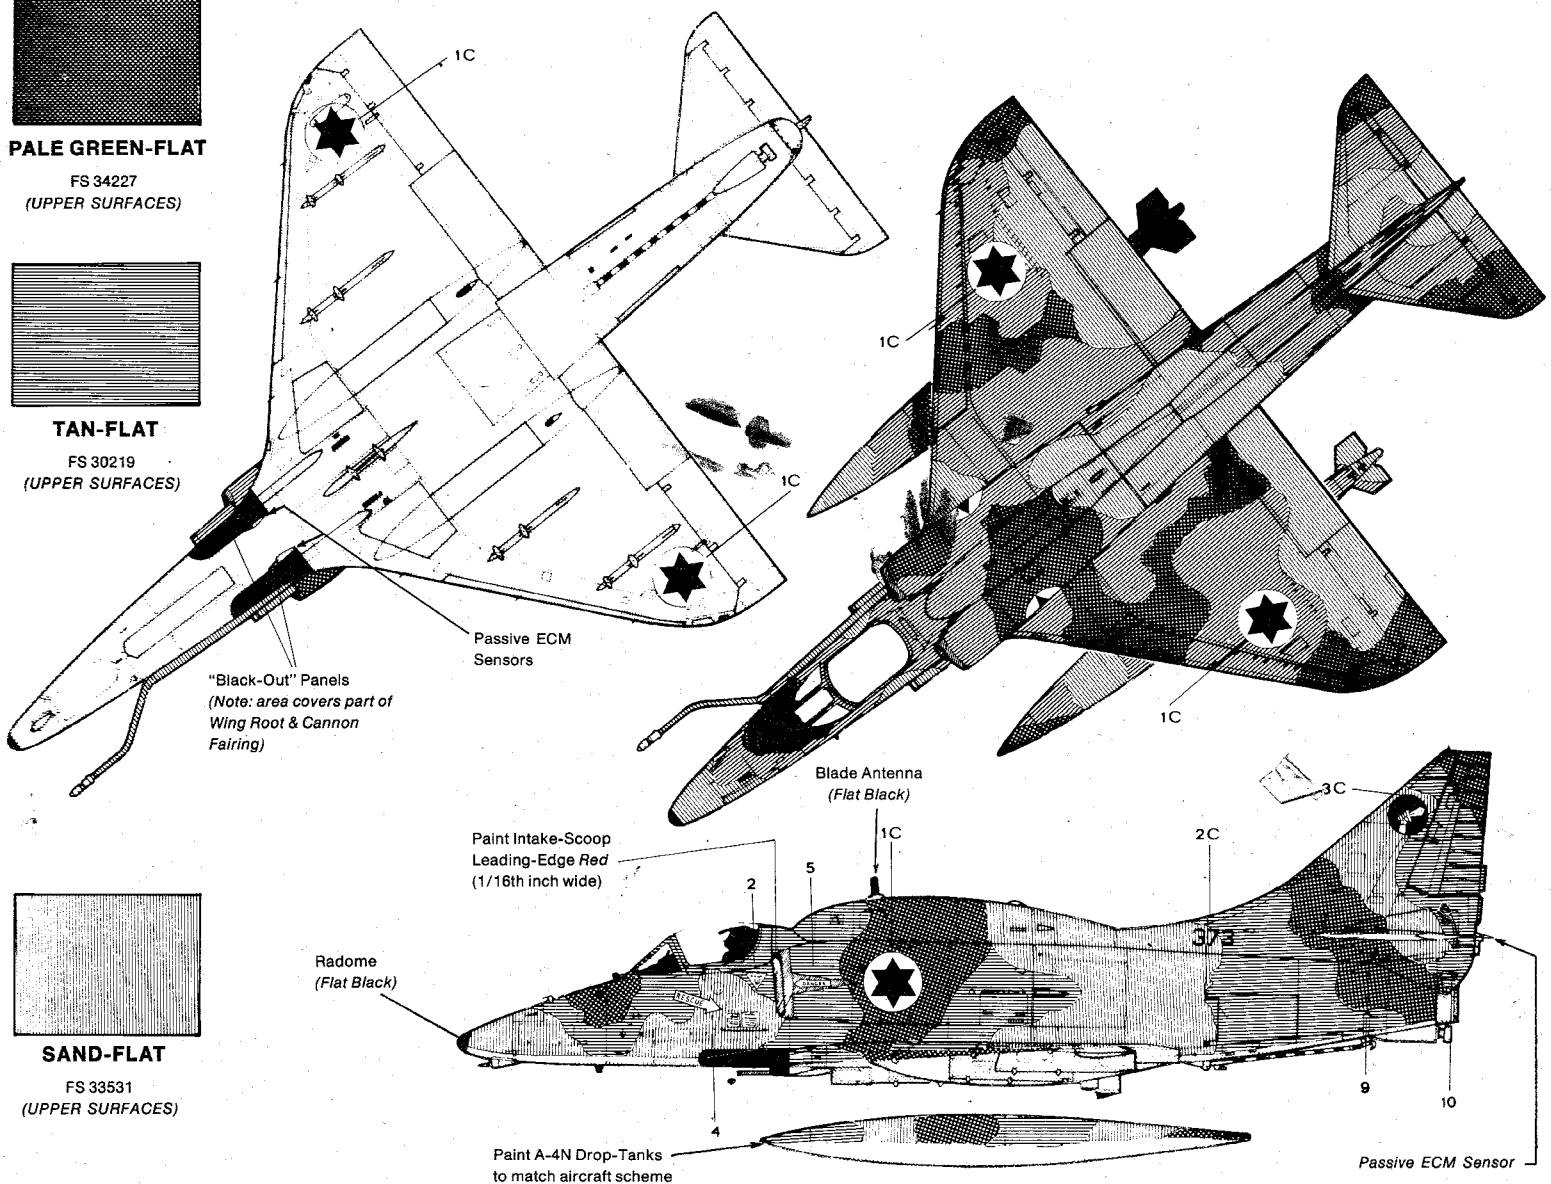 PALE GREEN-FLAT
FS 34227
(UPPER SURFACES)
TAN-FLAT
FS 30219
(UPPER SURFACES)
SAND-FLAT
FS 33531
(UPPER SURFACES)
1C
1C
Passive ECM
Sensors
"Black-Out" Panels
(Note: area covers part of
Wing Root & Cannon
Fairing)
1C
1C
Blade Antenna
(Flat Black)
Paint Intake-Scoop
Leading-Edge Red
(1/16th inch wide)
2
5
1C
2C
3C
373
Radome
(Flat Black)
RESCUE
DANGER
4
9
10
Paint A-4N Drop-Tanks
to match aircraft scheme
Passive ECM Sensor